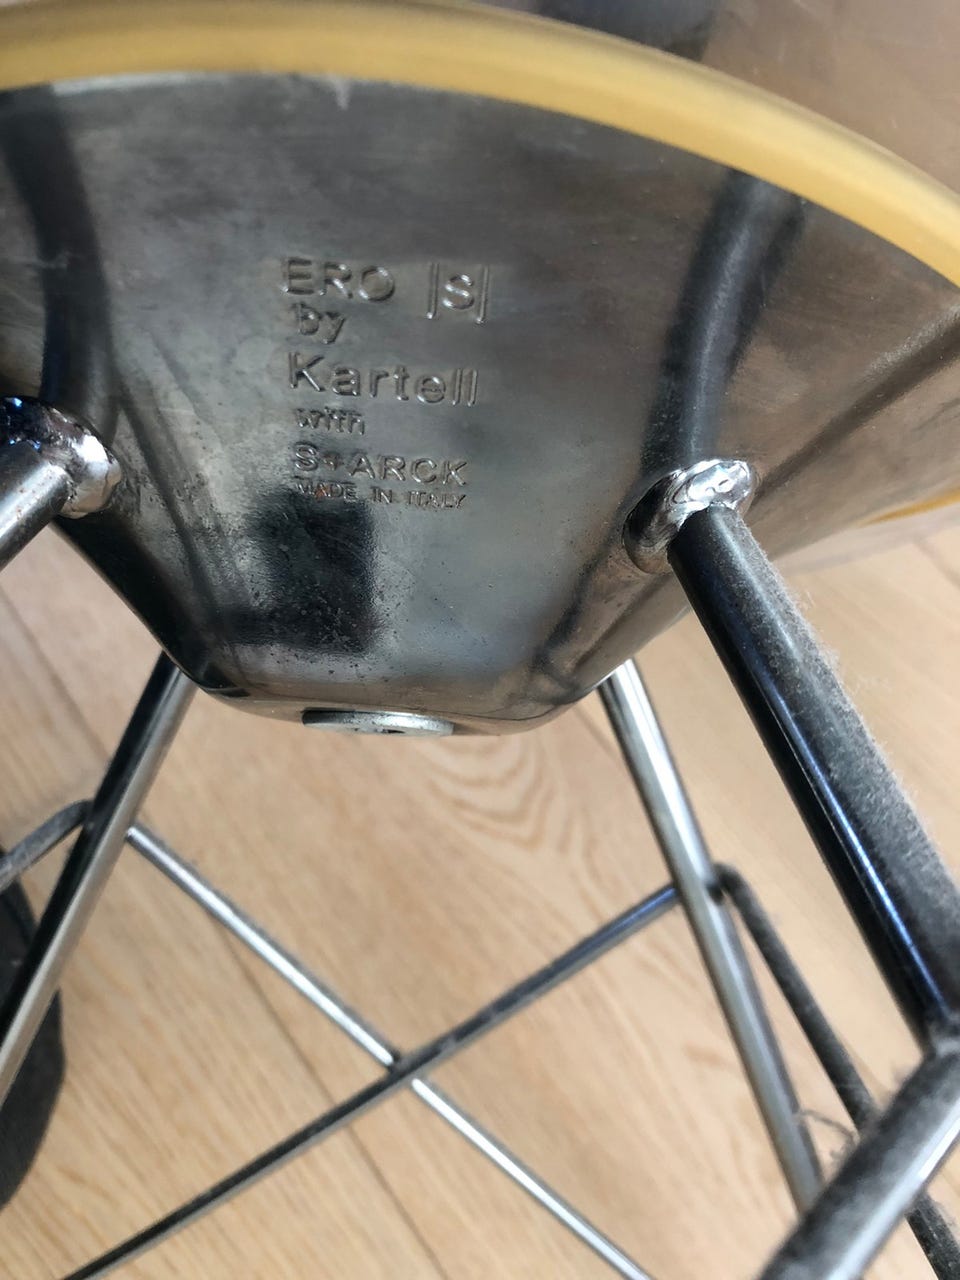 ERO |S|
by
Kartell
with
S+ARCK
MADE IN ITALY